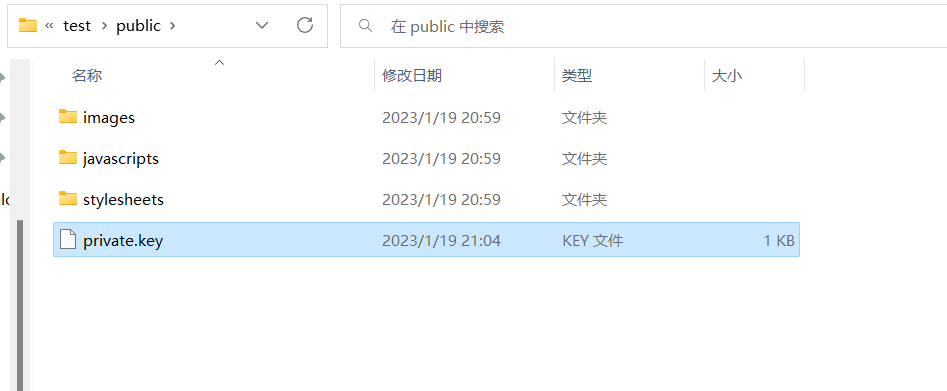 « test › public ›
在 public 中搜索
名称 修改日期 类型 大小
images 2023/1/19 20:59 文件夹
javascripts 2023/1/19 20:59 文件夹
stylesheets 2023/1/19 20:59 文件夹
private.key 2023/1/19 21:04 KEY 文件 1 KB